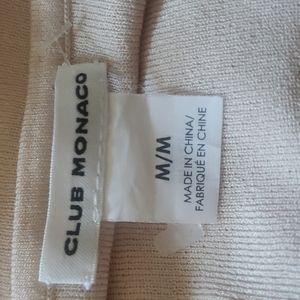 CLUB MONACO
M/M
MADE IN CHINA/
FABRIQUÉ EN CHINE